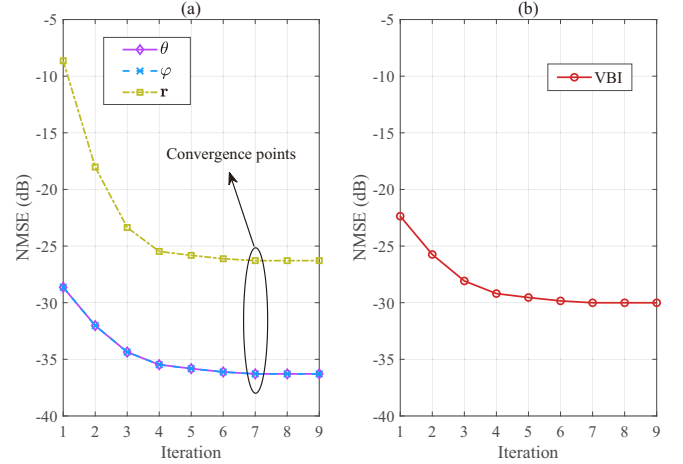 (a)
-5
-10
-15
-20
-25
-30
-35
-40
NMSE (dB)
θ
φ
r
Convergence points
1 2 3 4 5 6 7 8 9
Iteration
(b)
-5
-10
-15
-20
-25
-30
-35
-40
NMSE (dB)
VBI
1 2 3 4 5 6 7 8 9
Iteration